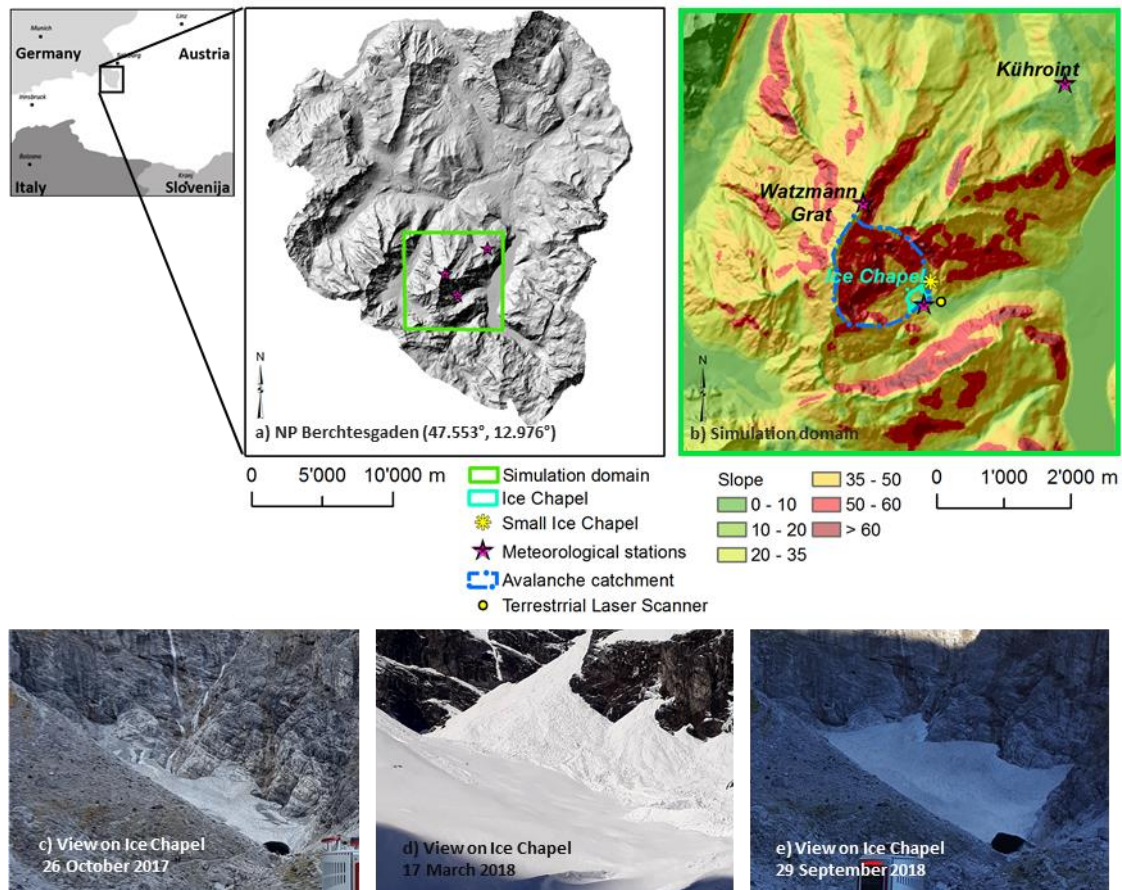 Munich
Linz
Germany
Austria
Salzburg
Innsbruck
Bolzano
Kranj
Italy
Slovenija
N
S
a) NP Berchtesgaden (47.553°, 12.976°)
Kühroint
Watzmann
Grat
Ice Chapel
N
S
b) Simulation domain
0 5'000 10'000 m
Simulation domain
Ice Chapel
Small Ice Chapel
Meteorological stations
Avalanche catchment
Terrestrrial Laser Scanner
Slope
0 - 10
10 - 20
20 - 35
35 - 50
50 - 60
> 60
0 1'000 2'000 m
c) View on Ice Chapel
26 October 2017
d) View on Ice Chapel
17 March 2018
e) View on Ice Chapel
29 September 2018